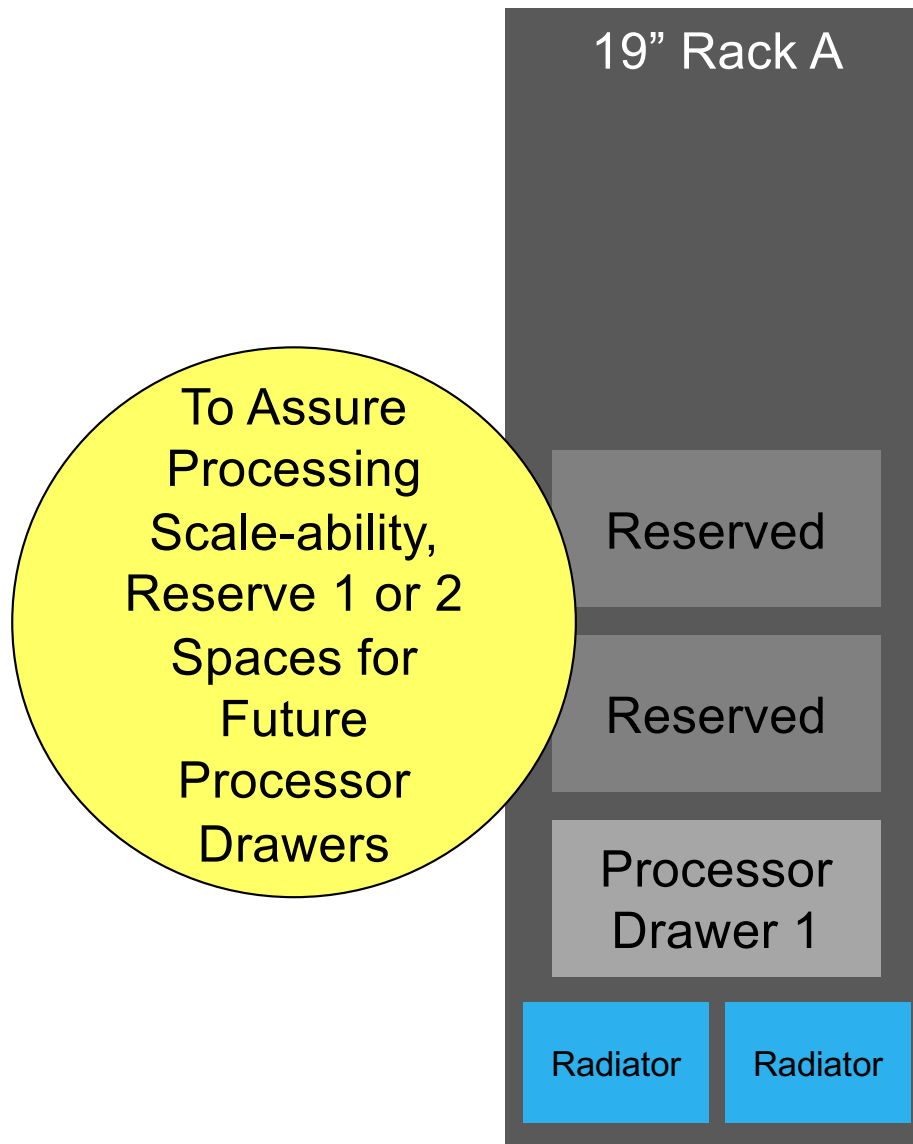 19” Rack A
To Assure
Processing
Scale-ability,
Reserve 1 or 2
Spaces for
Future
Processor
Drawers
Reserved
Reserved
Processor
Drawer 1
Radiator
Radiator